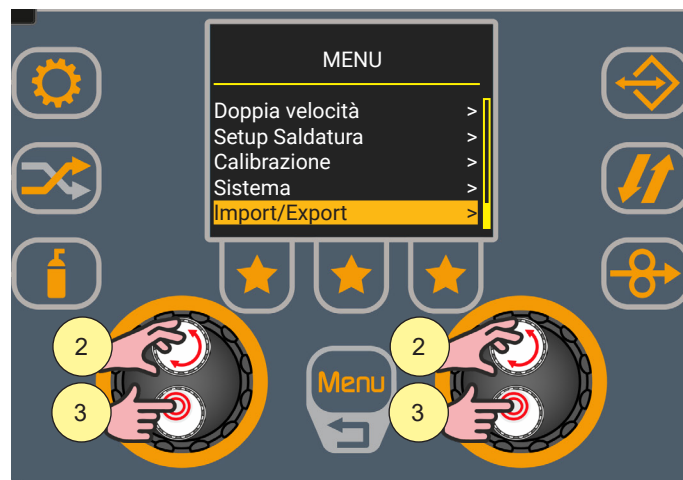 MENU
Doppia velocità >
Setup Saldatura >
Calibrazione >
Sistema >
Import/Export >
2
2
Menu
3
3